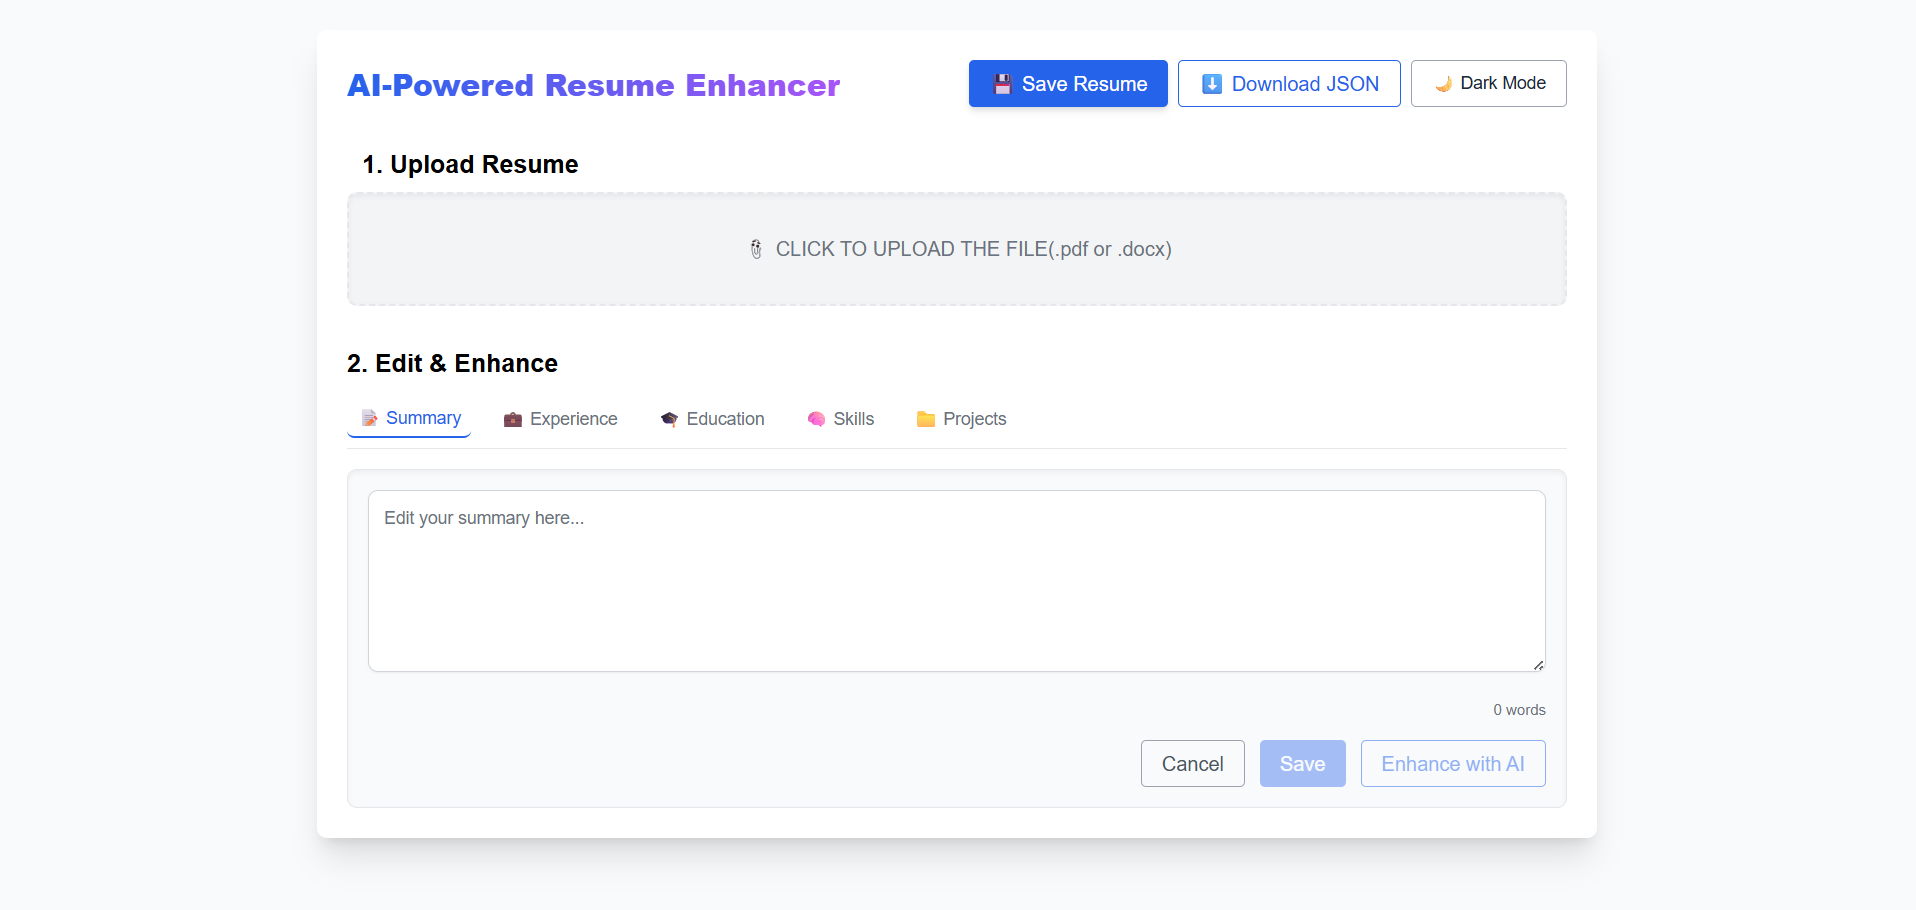 AI-Powered Resume Enhancer
💾 Save Resume
⬇️ Download JSON
🌙 Dark Mode
1. Upload Resume
CLICK TO UPLOAD THE FILE(.pdf or .docx)
2. Edit & Enhance
📝 Summary
💼 Experience
🎓 Education
🧠 Skills
📁 Projects
Edit your summary here...
0 words
Cancel
Save
Enhance with AI